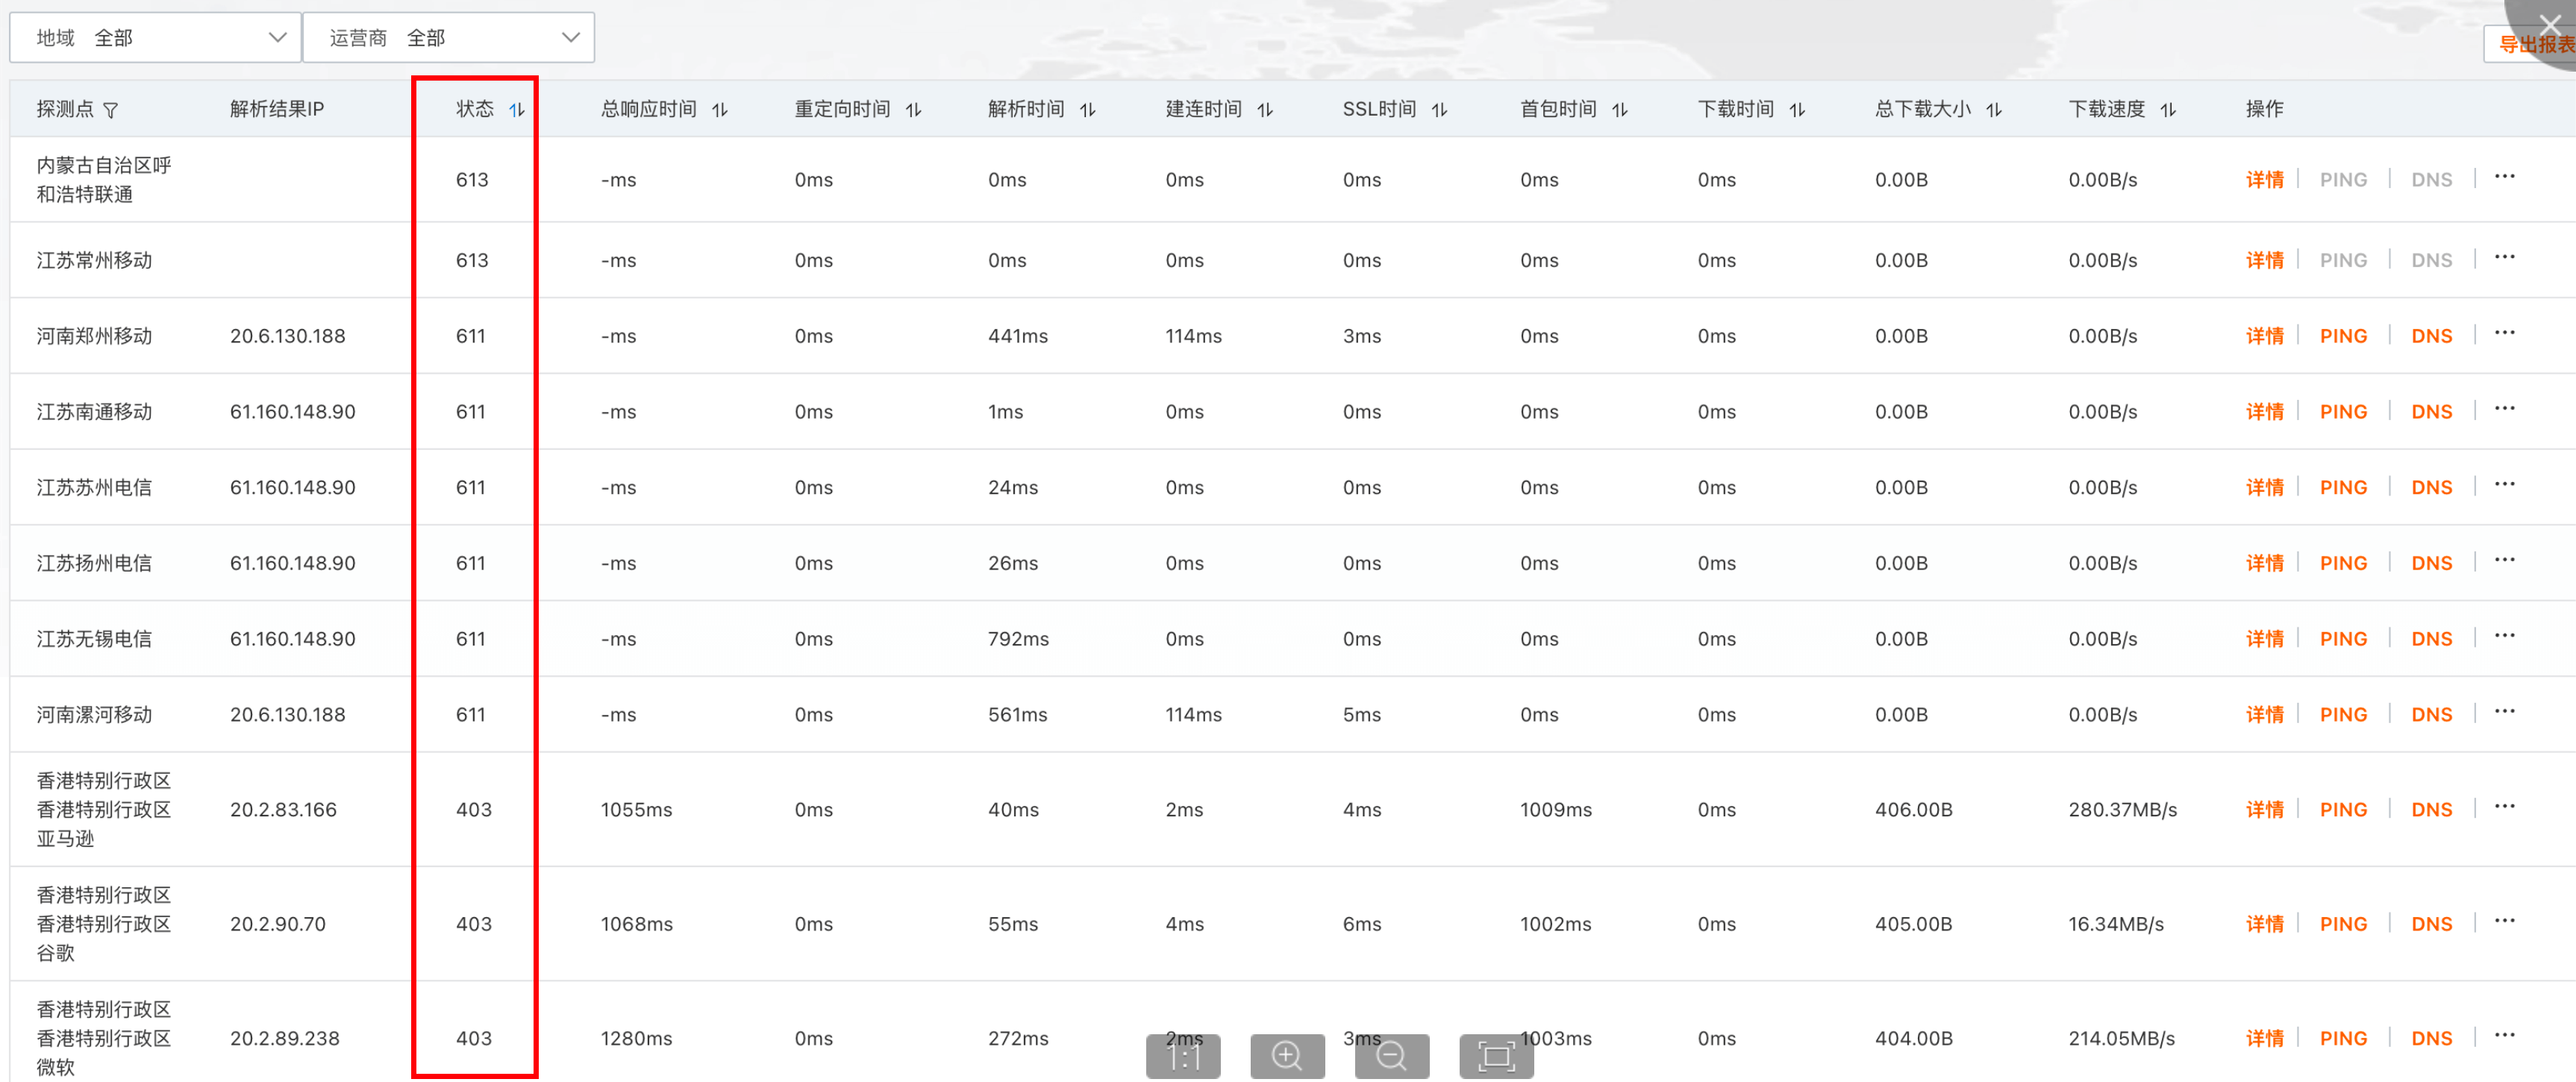 地域 全部 运营商 全部
导出报表
探测点 解析结果IP 状态 总响应时间 重定向时间 解析时间 建连时间 SSL时间 首包时间 下载时间 总下载大小 下载速度 操作
内蒙古自治区呼
和浩特联通
613 -ms 0ms 0ms 0ms 0ms 0ms 0ms 0.00B 0.00B/s 详情 PING DNS ···
江苏常州移动 613 -ms 0ms 0ms 0ms 0ms 0ms 0ms 0.00B 0.00B/s 详情 PING DNS ···
河南郑州移动 20.6.130.188 611 -ms 0ms 441ms 114ms 3ms 0ms 0ms 0.00B 0.00B/s 详情 PING DNS ···
江苏南通移动 61.160.148.90 611 -ms 0ms 1ms 0ms 0ms 0ms 0ms 0.00B 0.00B/s 详情 PING DNS ···
江苏苏州电信 61.160.148.90 611 -ms 0ms 24ms 0ms 0ms 0ms 0ms 0.00B 0.00B/s 详情 PING DNS ···
江苏扬州电信 61.160.148.90 611 -ms 0ms 26ms 0ms 0ms 0ms 0ms 0.00B 0.00B/s 详情 PING DNS ···
江苏无锡电信 61.160.148.90 611 -ms 0ms 792ms 0ms 0ms 0ms 0ms 0.00B 0.00B/s 详情 PING DNS ···
河南漯河移动 20.6.130.188 611 -ms 0ms 561ms 114ms 5ms 0ms 0ms 0.00B 0.00B/s 详情 PING DNS ···
香港特别行政区
香港特别行政区
亚马逊
20.2.83.166 403 1055ms 0ms 40ms 2ms 4ms 1009ms 0ms 406.00B 280.37MB/s 详情 PING DNS ···
香港特别行政区
香港特别行政区
谷歌
20.2.90.70 403 1068ms 0ms 55ms 4ms 6ms 1002ms 0ms 405.00B 16.34MB/s 详情 PING DNS ···
香港特别行政区
香港特别行政区
微软
20.2.89.238 403 1280ms 0ms 272ms 2ms 3ms 1003ms 0ms 404.00B 214.05MB/s 详情 PING DNS ···
1:1